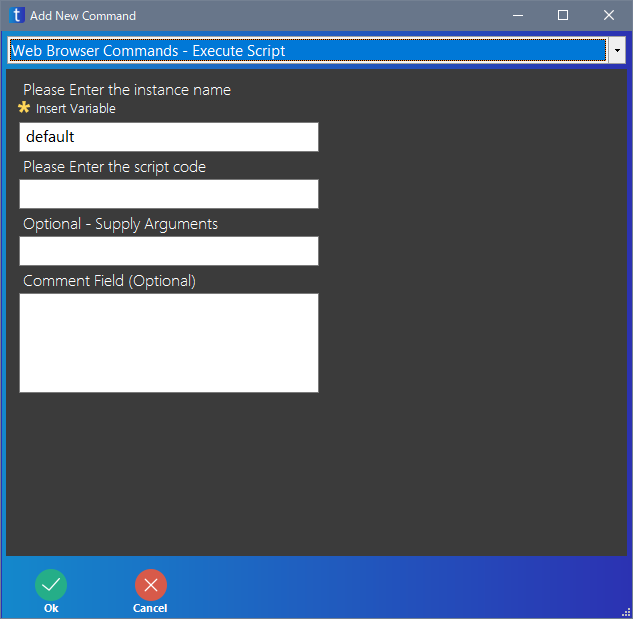 t Add New Command
Web Browser Commands - Execute Script
Please Enter the instance name
Insert Variable
default
Please Enter the script code
Optional - Supply Arguments
Comment Field (Optional)
Ok Cancel